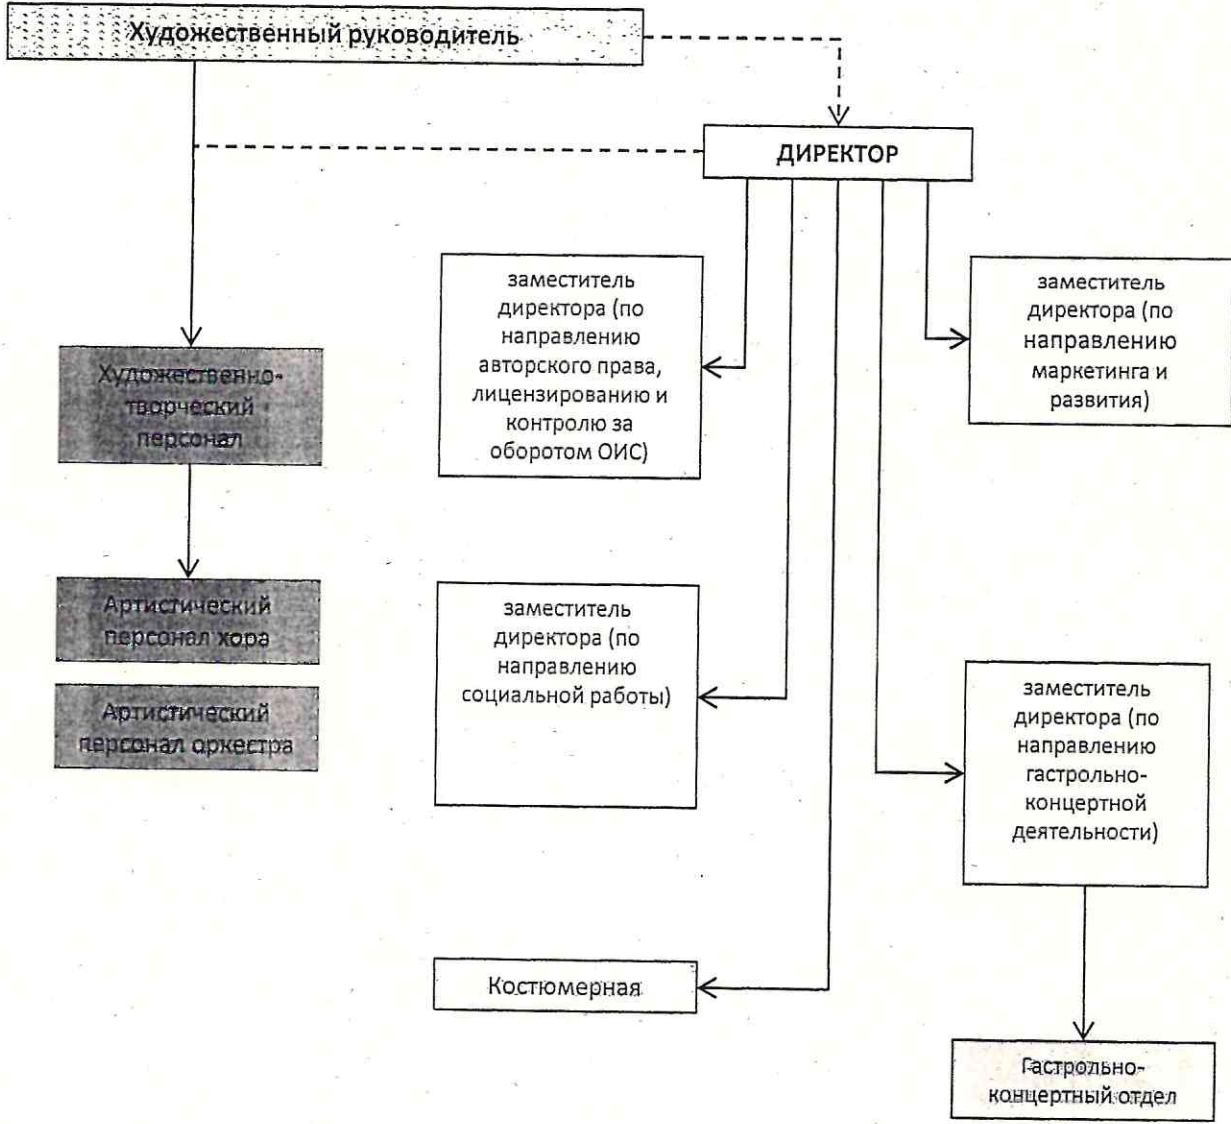 Художественный руководитель
ДИРЕКТОР
заместитель
директора (по
направлению
авторского права,
лицензированию и
контролю за
оборотом ОИС)
заместитель
директора (по
направлению
маркетинга и
развития)
Художественно-
творческий
персонал
Артистический
персонал хора
Артистический
персонал оркестра
заместитель
директора (по
направлению
социальной работы)
заместитель
директора (по
направлению
гастрольно-
концертной
деятельности)
Костюмерная
Гастрольно-
концертный отдел